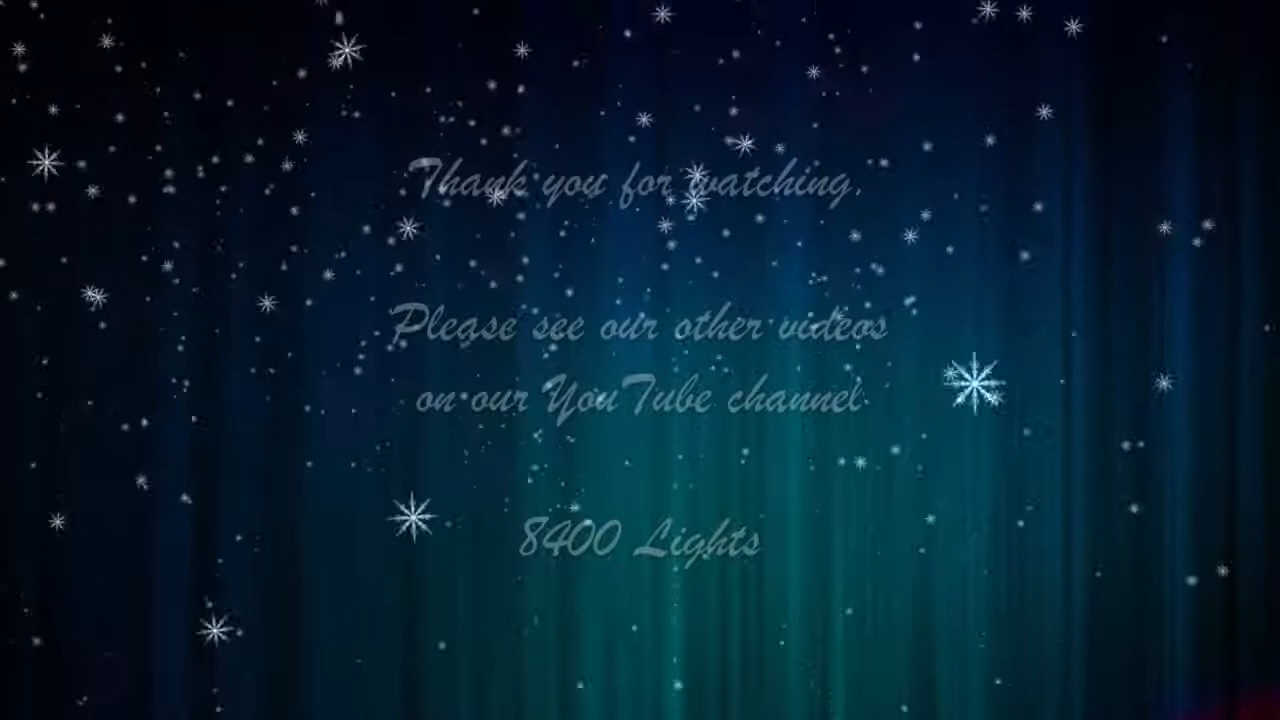 Thank you for watching.
Please see our other videos
on our YouTube channel
8400 Lights